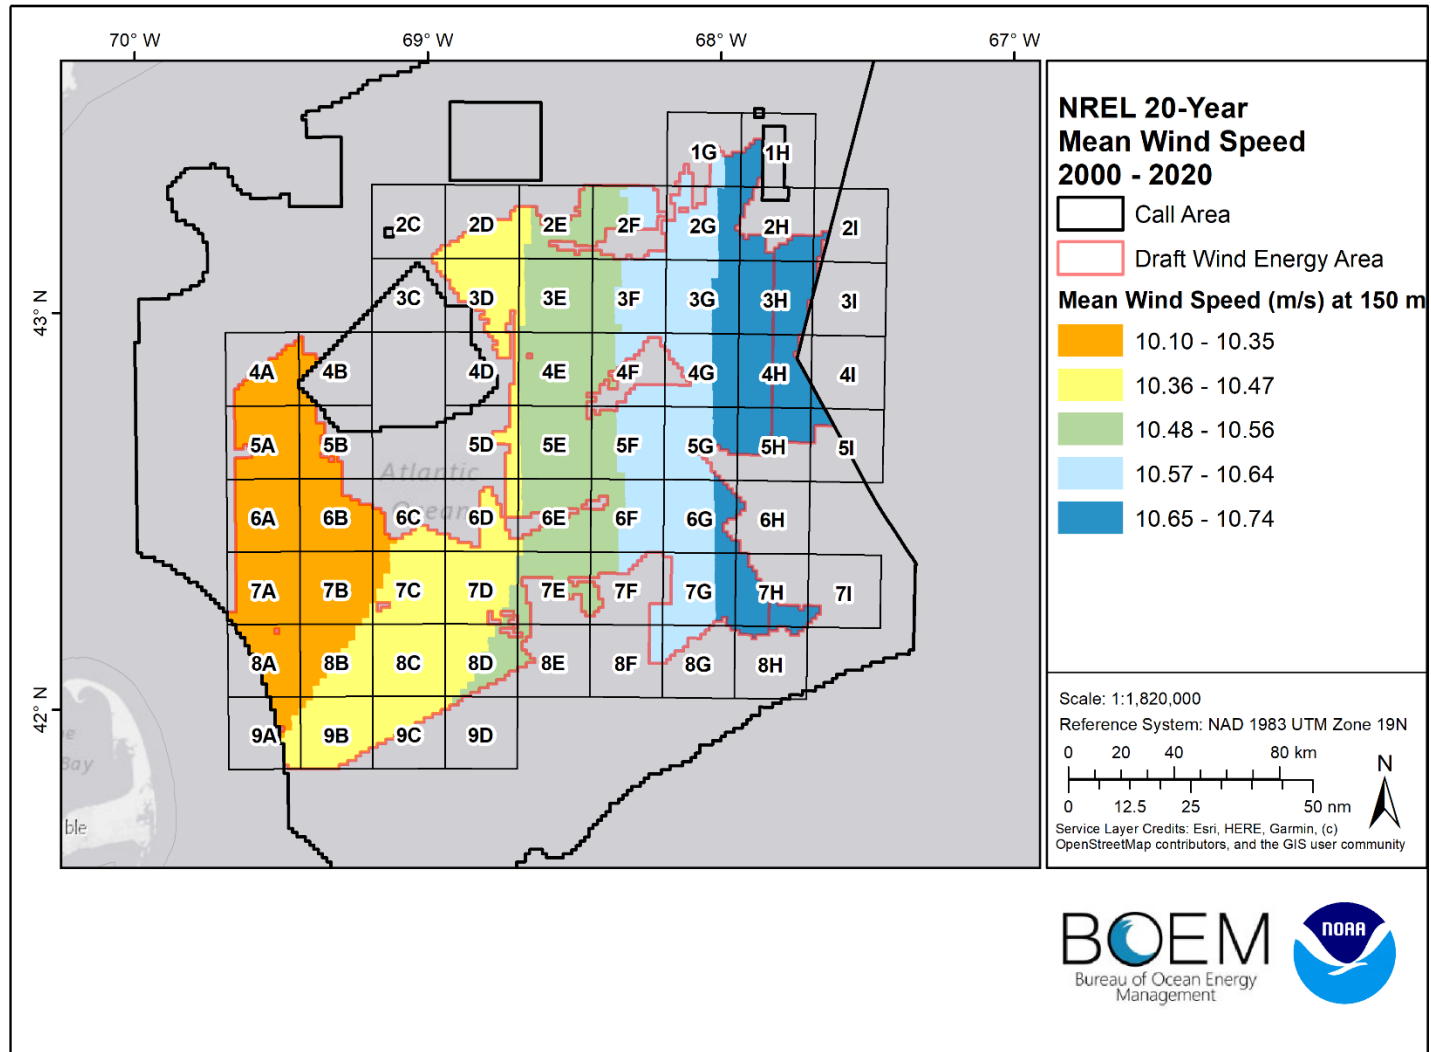 70° W 69° W 68° W 67° W
43° N
42° N
1G 1H
2C 2D 2E 2F 2G 2H 2I
3C 3D 3E 3F 3G 3H 3I
4A 4B 4D 4E 4F 4G 4H 4I
5A 5B 5D 5E 5F 5G 5H 5I
Atlantic
Ocean
6A 6B 6C 6D 6E 6F 6G 6H
7A 7B 7C 7D 7E 7F 7G 7H 7I
8A 8B 8C 8D 8E 8F 8G 8H
9A 9B 9C 9D
Bay
ble
NREL 20-Year
Mean Wind Speed
2000 - 2020
Call Area
Draft Wind Energy Area
Mean Wind Speed (m/s) at 150 m
10.10 - 10.35
10.36 - 10.47
10.48 - 10.56
10.57 - 10.64
10.65 - 10.74
Scale: 1:1,820,000
Reference System: NAD 1983 UTM Zone 19N
0 20 40 80 km
0 12.5 25 50 nm
N
Service Layer Credits: Esri, HERE, Garmin, (c)
OpenStreetMap contributors, and the GIS user community
BOEM
Bureau of Ocean Energy
Management
NOAA